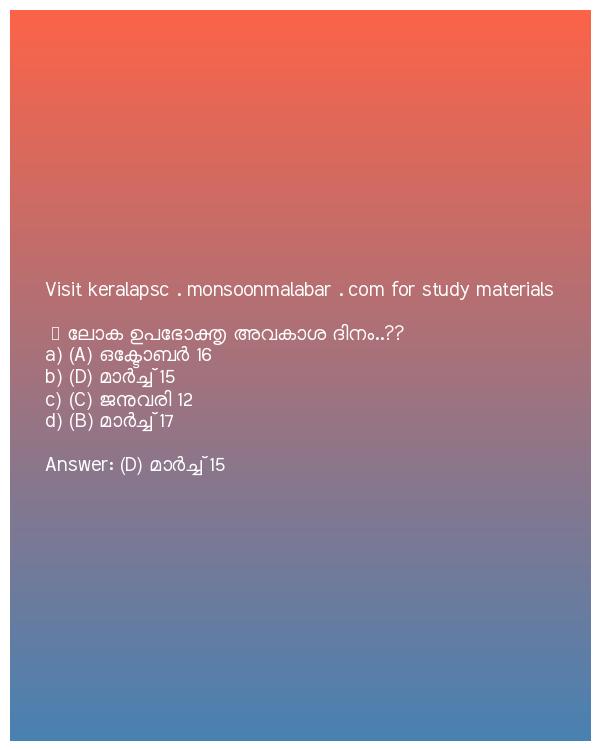 Visit keralapsc . monsoonmalabar . com for study materials
ലോക ഉപഭോക്തൃ അവകാശ ദിനം..??
a) (A) ഒക്ടോബർ 16
b) (D) മാർച്ച് 15
c) (C) ജനുവരി 12
d) (B) മാർച്ച് 17
Answer: (D) മാർച്ച് 15